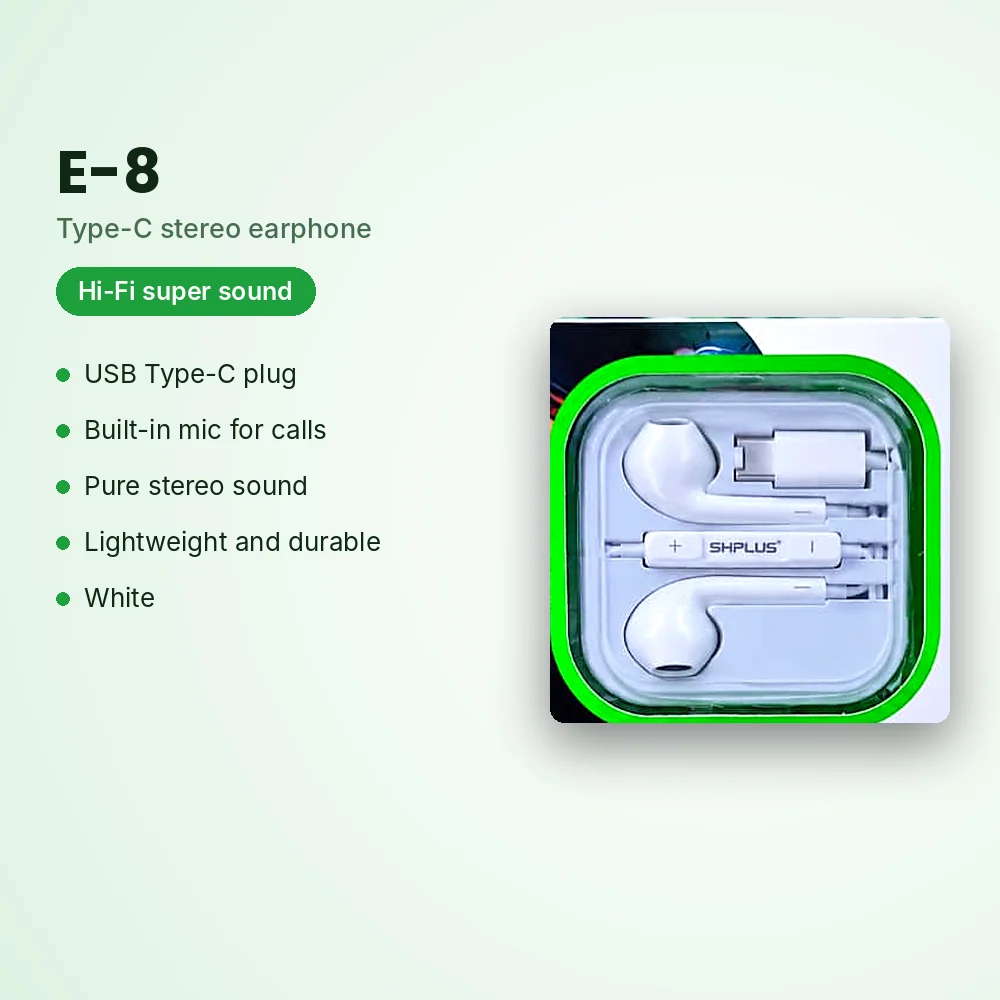 E-8
Type-C stereo earphone
Hi-Fi super sound
USB Type-C plug
Built-in mic for calls
Pure stereo sound
Lightweight and durable
White
SHPLUS